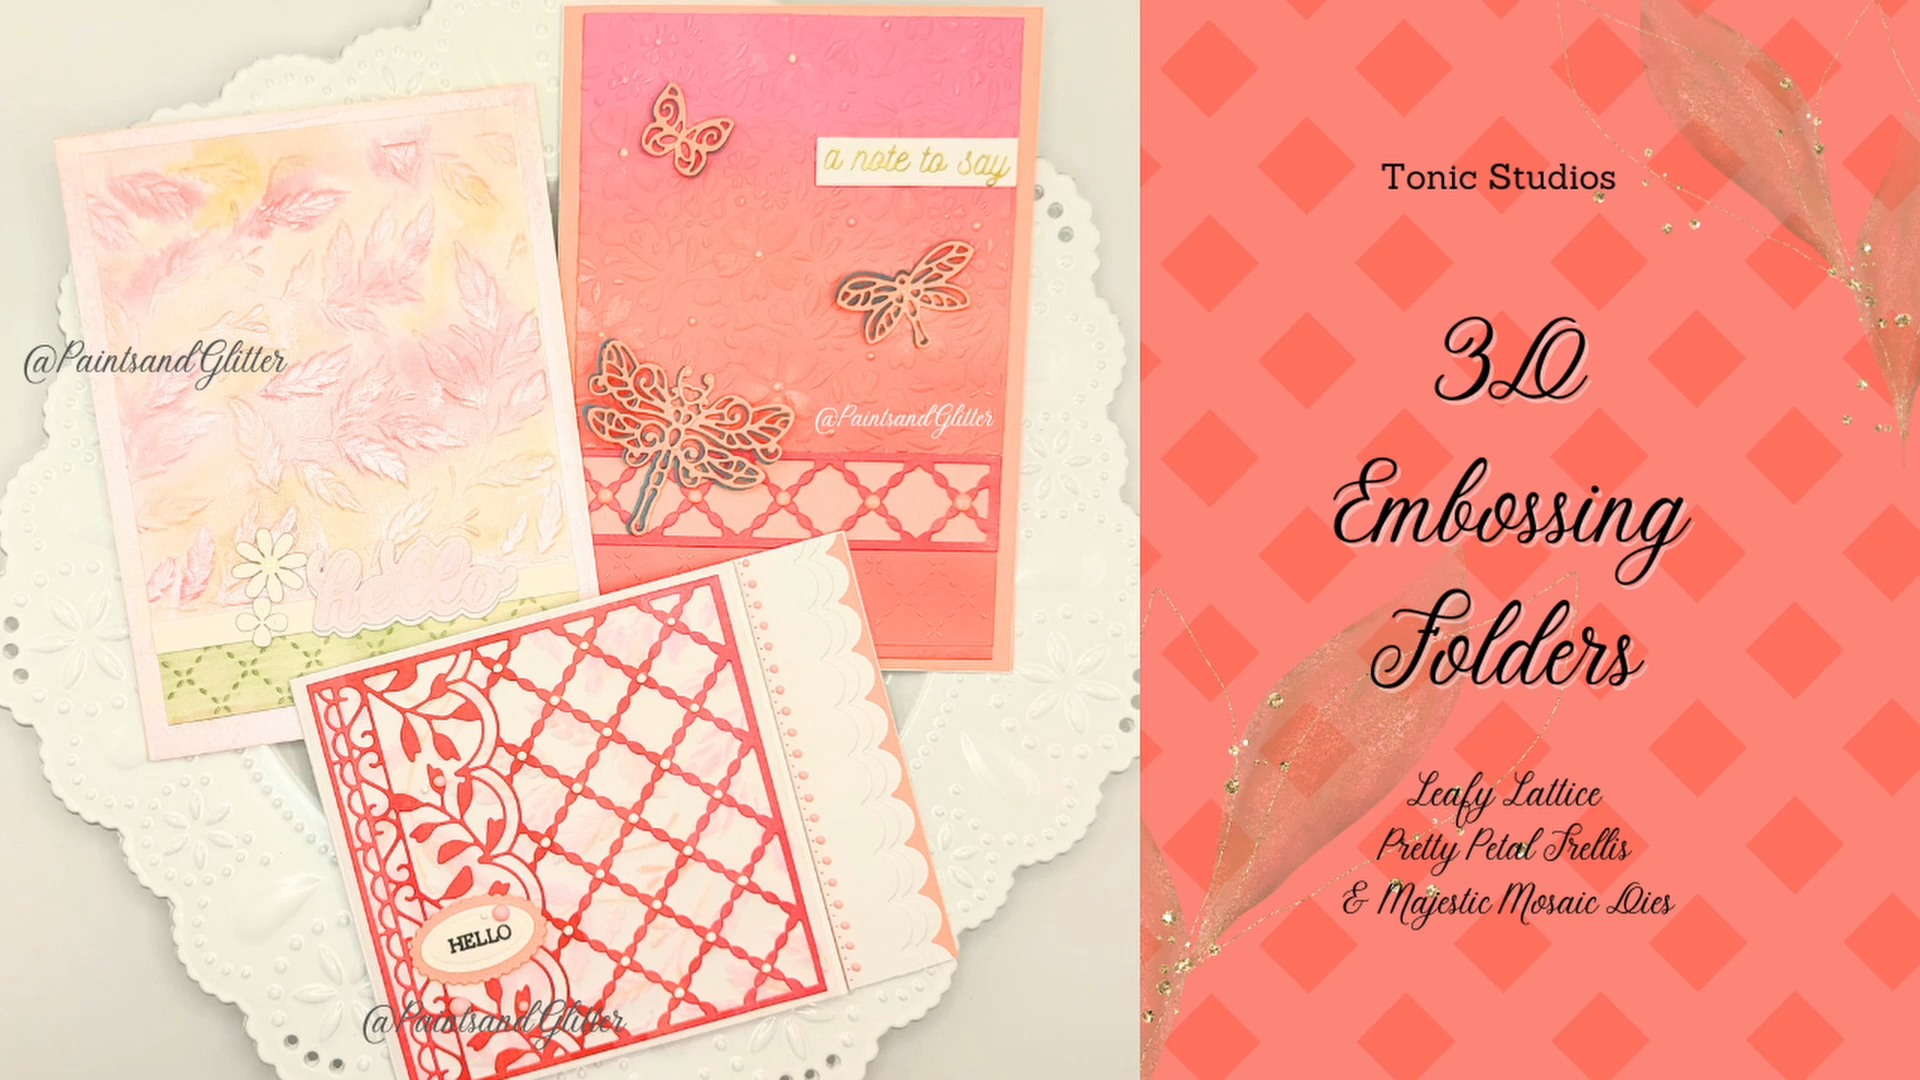 @PaintsandGlitter
hello
a note to say
@PaintsandGlitter
HELLO
@PaintsandGlitter
Tonic Studios
3D
Embossing
Folders
Leafy Lattice
Pretty Petal Trellis
& Majestic Mosaic Dies